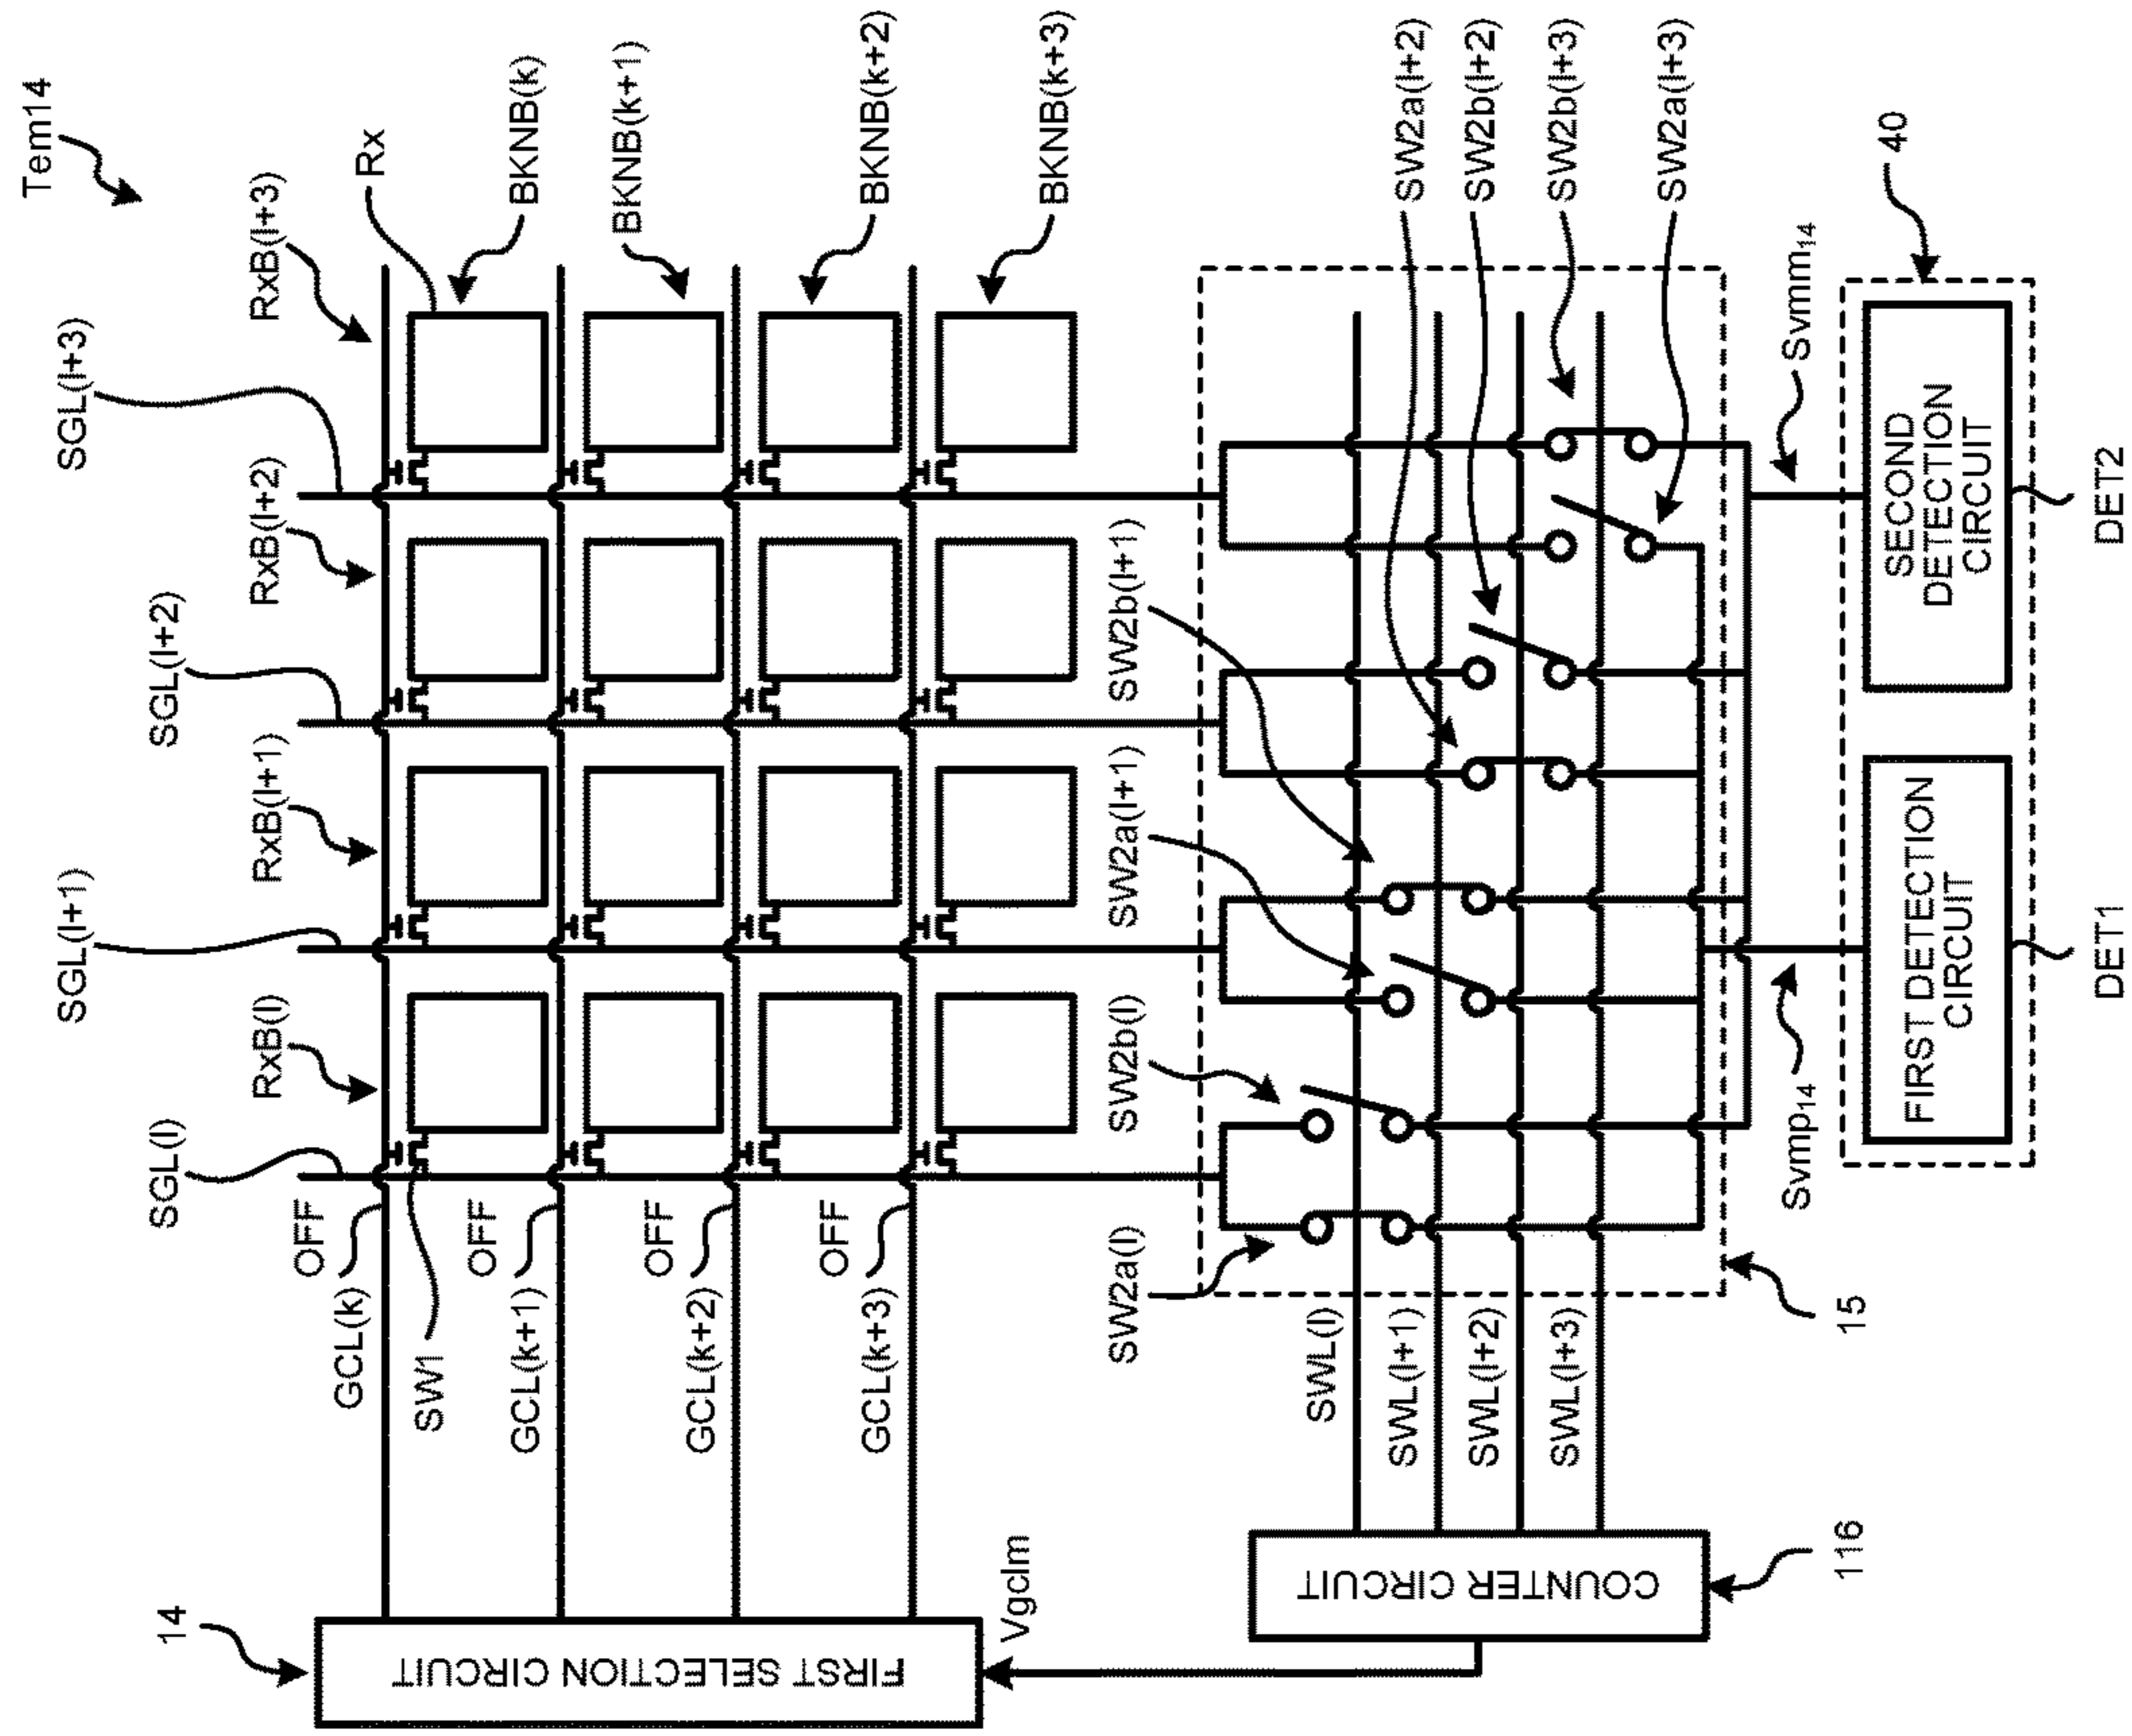 Tem14
SGL(l)
SGL(l+1)
SGL(l+2)
SGL(l+3)
RxB(l)
RxB(l+1)
RxB(l+2)
RxB(l+3)
Rx
BKNB(k)
BKNB(k+1)
BKNB(k+2)
BKNB(k+3)
OFF
GCL(k)
SW1
OFF
GCL(k+1)
OFF
GCL(k+2)
OFF
GCL(k+3)
14
FIRST SELECTION CIRCUIT
Vgclm
SW2a(l)
SW2b(l)
SW2a(l+1)
SW2b(l+1)
SW2a(l+2)
SW2b(l+2)
SW2b(l+3)
SW2a(l+3)
SWL(l)
SWL(l+1)
SWL(l+2)
SWL(l+3)
COUNTER CIRCUIT
116
15
Svmp14
Svmm14
40
FIRST DETECTION
CIRCUIT
SECOND
DETECTION
CIRCUIT
DET1
DET2